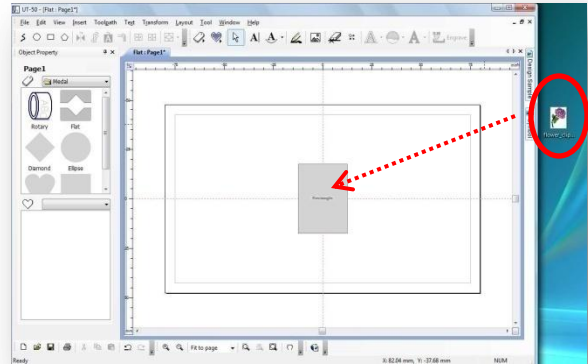 UT-50 - [Flat : Page1*]
File Edit View Insert Toolpath Text Transform Layout Tool Window Help
Engrave
Object Property
Flat : Page1*
Page1
Medal
Rotary Flat
Diamond Ellipse
Design Sample
flower_clip...
Fit to page
Ready
X: 82.04 mm, Y: -37.68 mm
NUM